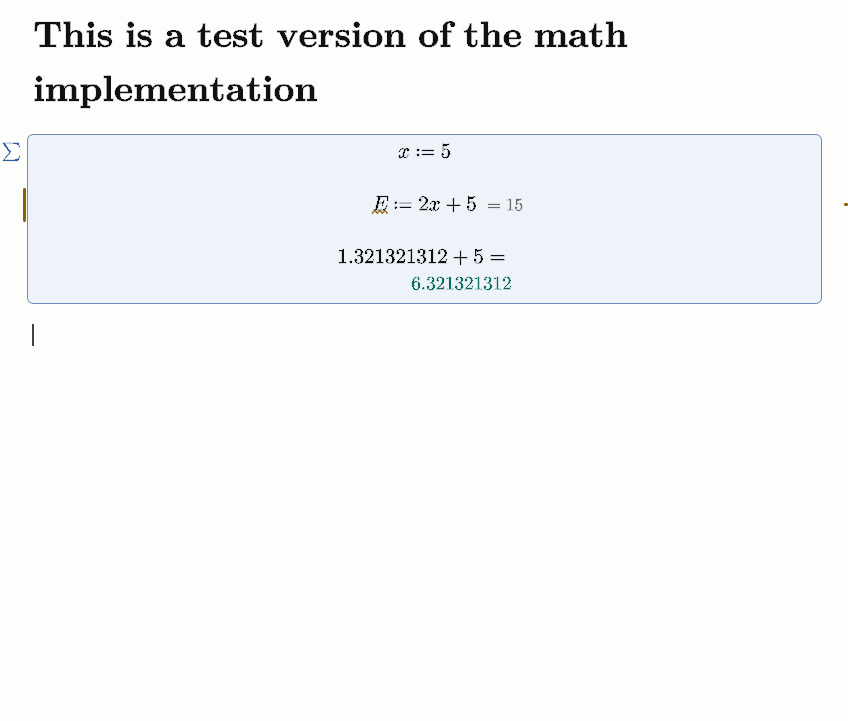 This is a test version of the math
implementation
∑
x := 5
E := 2x + 5 = 15
1.321321312 + 5 =
6.321321312